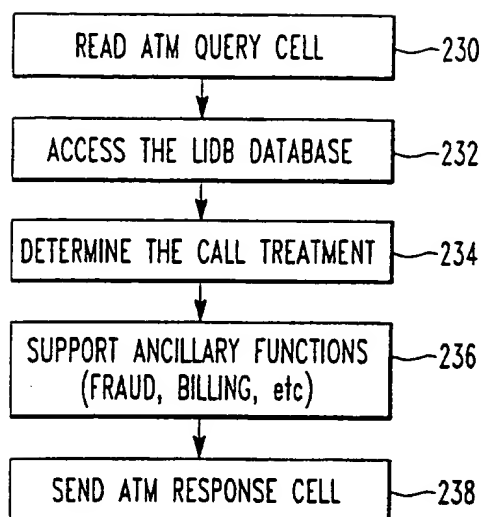 READ ATM QUERY CELL 230
ACCESS THE LIDB DATABASE 232
DETERMINE THE CALL TREATMENT 234
SUPPORT ANCILLARY FUNCTIONS
(FRAUD, BILLING, etc) 236
SEND ATM RESPONSE CELL 238